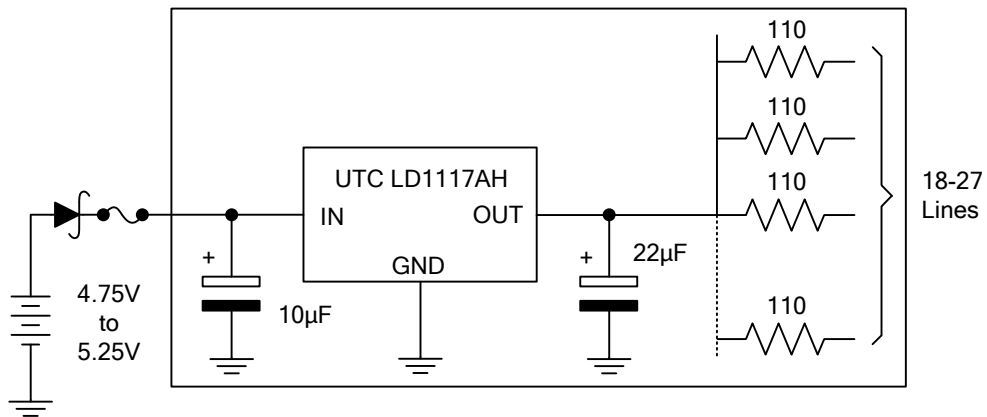 110
110
110
110
18-27
Lines
UTC LD1117AH
IN
OUT
GND
+
10μF
+
22μF
4.75V
to
5.25V